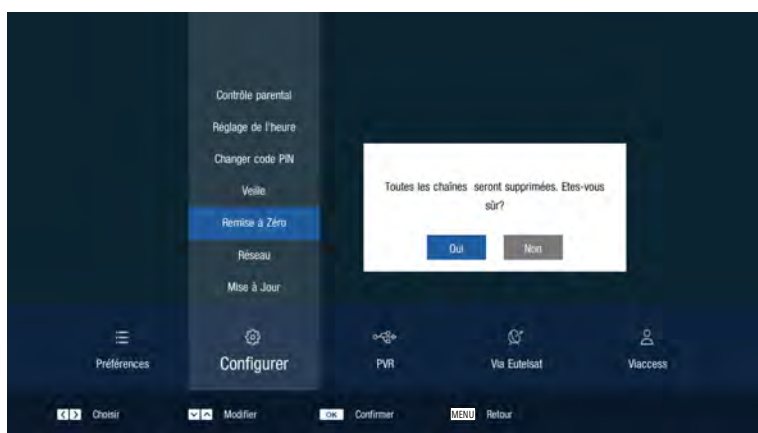 Contrôle parental
Réglage de l'heure
Changer code PIN
Veille
Remise à Zéro
Réseau
Mise à Jour
Toutes les chaînes seront supprimées. Etes-vous
sûr?
Oui Non
Préférences Configurer PVR Via Eutelsat Viaccess
Choisir Modifier OK Confirmer MENU Retour